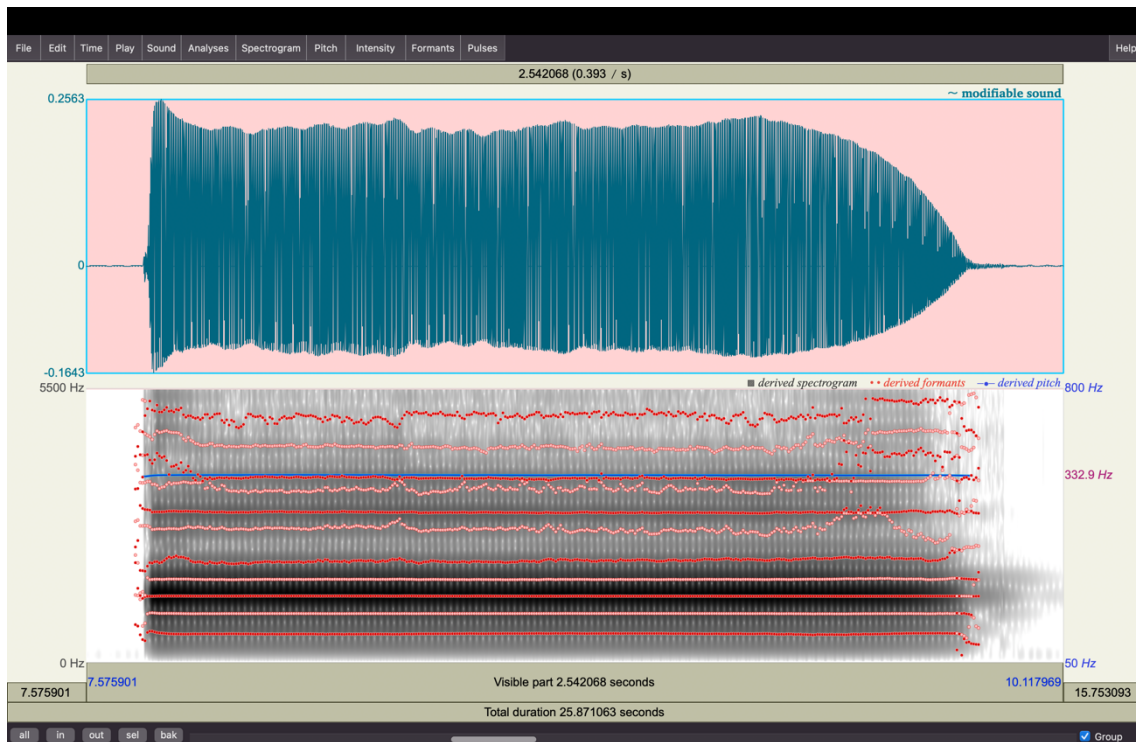 File Edit Time Play Sound Analyses Spectrogram Pitch Intensity Formants Pulses Help
2.542068 (0.393 / s)
~ modifiable sound
0.2563
0
-0.1643
5500 Hz
derived spectrogram derived formants derived pitch
800 Hz
332.9 Hz
0 Hz
50 Hz
7.575901
Visible part 2.542068 seconds
10.117969
7.575901
15.753093
Total duration 25.871063 seconds
all in out sel bak Group